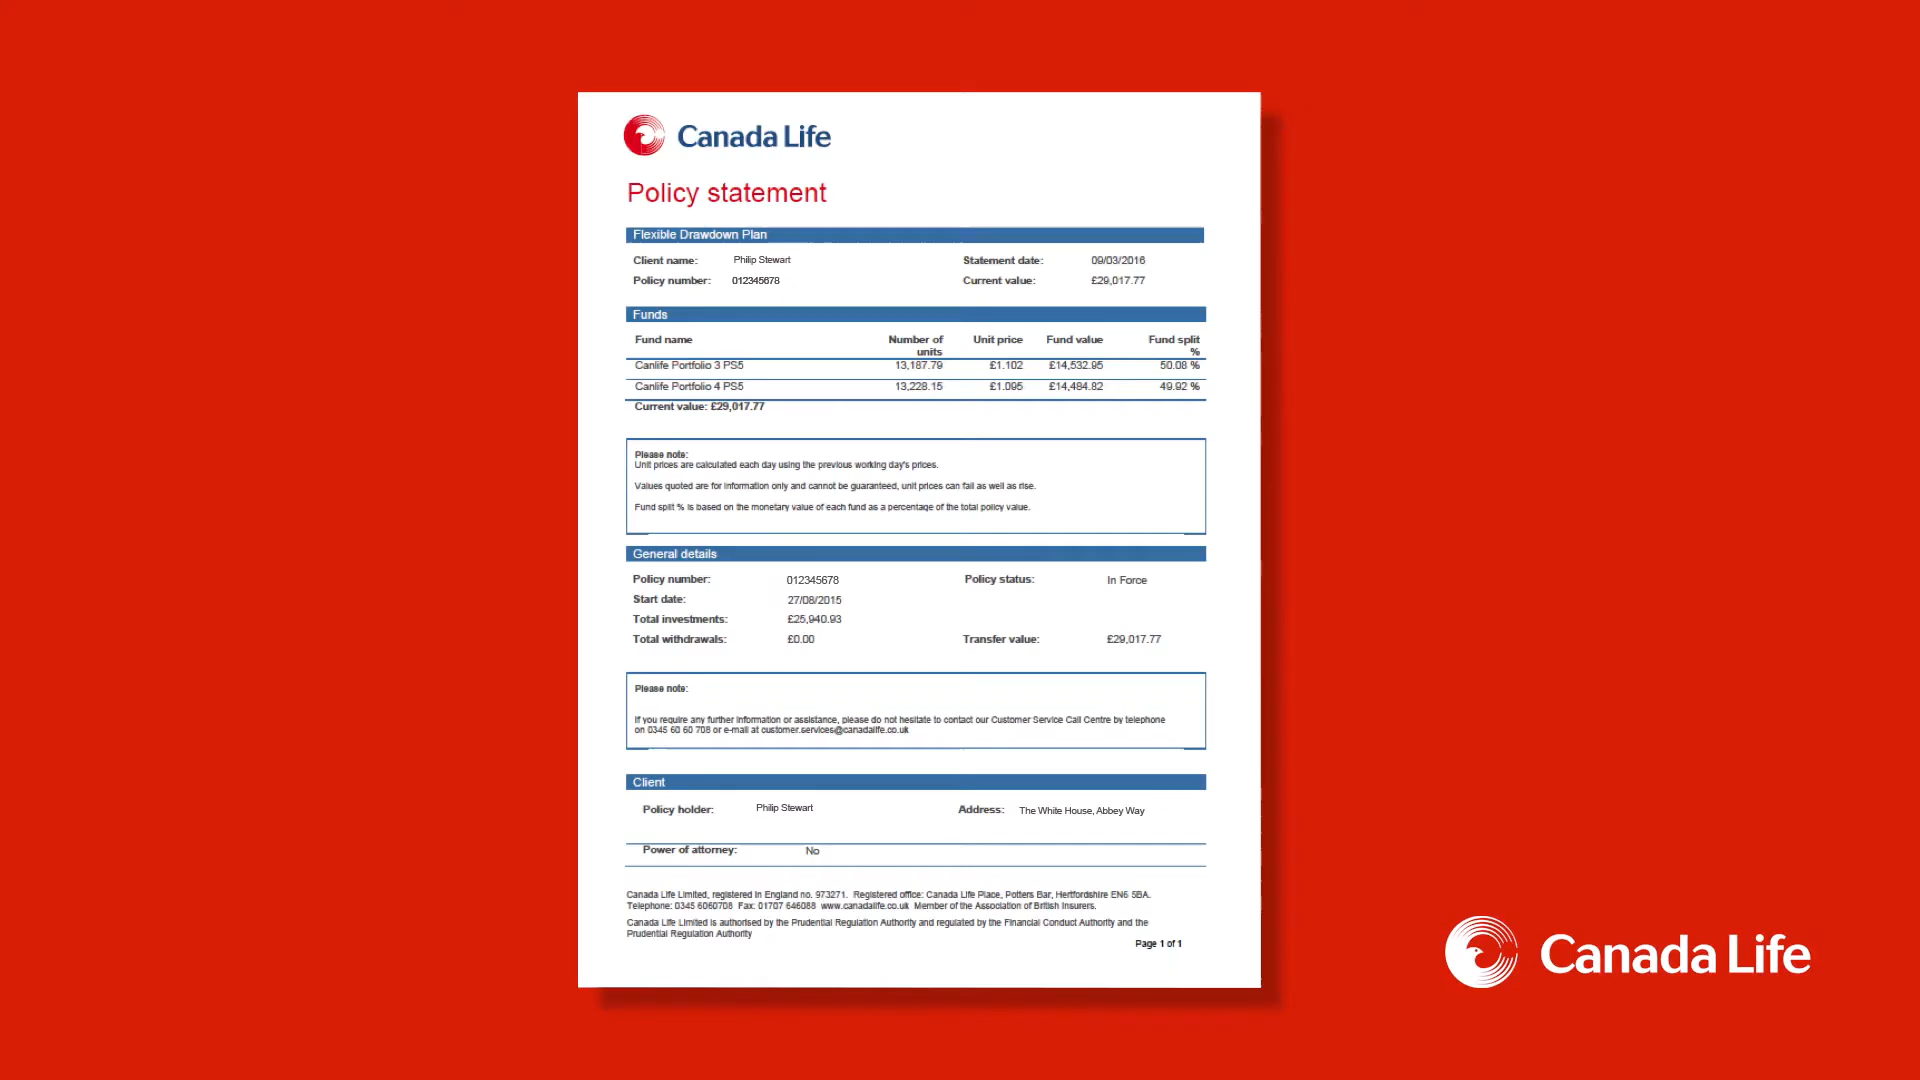 Canada Life
Policy statement
Flexible Drawdown Plan
Client name: Philip Stewart Statement date: 09/03/2016
Policy number: 012345678 Current value: £29,017.77
Funds
Fund name Number of units Unit price Fund value Fund split %
Canlife Portfolio 3 PS5 13,187.79 £1.102 £14,532.95 50.08 %
Canlife Portfolio 4 PS5 13,228.15 £1.095 £14,484.82 49.92 %
Current value: £29,017.77
Please note:
Unit prices are calculated each day using the previous working day's prices.
Values quoted are for information only and cannot be guaranteed, unit prices can fall as well as rise.
Fund split % is based on the monetary value of each fund as a percentage of the total policy value.
General details
Policy number: 012345678 Policy status: In Force
Start date: 27/08/2015
Total investments: £25,940.93
Total withdrawals: £0.00 Transfer value: £29,017.77
Please note:
If you require any further information or assistance, please do not hesitate to contact our Customer Service Call Centre by telephone
on 0345 60 60 708 or e-mail at customer.services@canadalife.co.uk
Client
Policy holder: Philip Stewart Address: The White House, Abbey Way
Power of attorney: No
Canada Life Limited, registered in England no. 973271. Registered office: Canada Life Place, Potters Bar, Hertfordshire EN6 5BA.
Telephone: 0345 6060708 Fax: 01707 646088 www.canadalife.co.uk Member of the Association of British Insurers.
Canada Life Limited is authorised by the Prudential Regulation Authority and regulated by the Financial Conduct Authority and the
Prudential Regulation Authority
Page 1 of 1
Canada Life